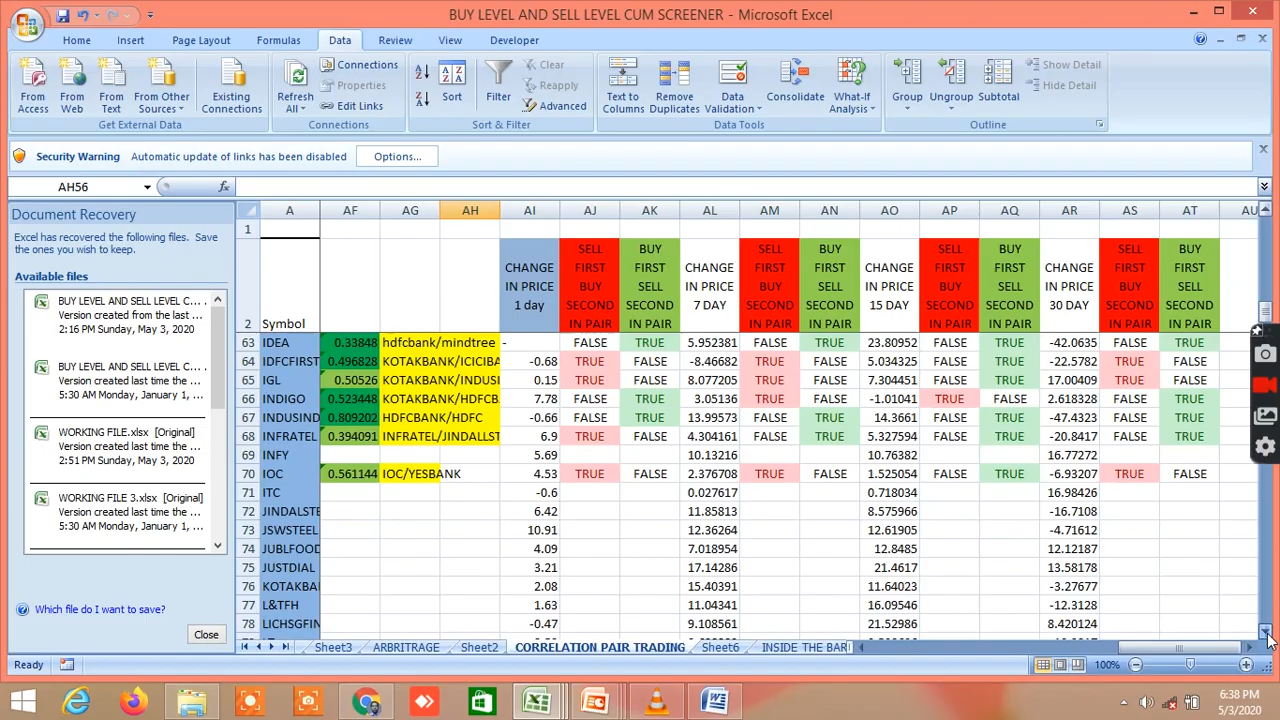 BUY LEVEL AND SELL LEVEL CUM SCREENER - Microsoft Excel
Home Insert Page Layout Formulas Data Review View Developer
From Access
From Web
From Text
From Other Sources
Existing Connections
Get External Data
Refresh All
Connections
Properties
Edit Links
Connections
Sort
Filter
Clear
Reapply
Advanced
Sort & Filter
Text to Columns
Remove Duplicates
Data Validation
Consolidate
What-If Analysis
Data Tools
Group
Ungroup
Subtotal
Show Detail
Hide Detail
Outline
Security Warning Automatic update of links has been disabled Options...
AH56 fx
Document Recovery
Excel has recovered the following files. Save
the ones you wish to keep.
Available files
BUY LEVEL AND SELL LEVEL C...
Version created from the last ...
2:16 PM Sunday, May 3, 2020
BUY LEVEL AND SELL LEVEL C...
Version created last time the ...
5:30 AM Monday, January 1, ...
WORKING FILE.xlsx [Original]
Version created last time the ...
2:51 PM Sunday, May 3, 2020
WORKING FILE 3.xlsx [Original]
Version created last time the ...
5:30 AM Monday, January 1, ...
Which file do I want to save?
Close
A AF AG AH AI AJ AK AL AM AN AO AP AQ AR AS AT AU
1
2 Symbol
CHANGE IN PRICE 1 day
SELL FIRST BUY SECOND IN PAIR
BUY FIRST SELL SECOND IN PAIR
CHANGE IN PRICE 7 DAY
SELL FIRST BUY SECOND IN PAIR
BUY FIRST SELL SECOND IN PAIR
CHANGE IN PRICE 15 DAY
SELL FIRST BUY SECOND IN PAIR
BUY FIRST SELL SECOND IN PAIR
CHANGE IN PRICE 30 DAY
SELL FIRST BUY SECOND IN PAIR
BUY FIRST SELL SECOND IN PAIR
63 IDEA 0.33848 hdfcbank/mindtree - FALSE TRUE 5.952381 FALSE TRUE 23.80952 FALSE TRUE -42.0635 FALSE TRUE
64 IDFCFIRST 0.496828 KOTAKBANK/ICICIBA -0.68 TRUE FALSE -8.46682 TRUE FALSE 5.034325 FALSE TRUE -22.5782 TRUE FALSE
65 IGL 0.50526 KOTAKBANK/INDUSI 0.15 TRUE FALSE 8.077205 TRUE FALSE 7.304451 FALSE TRUE 17.00409 TRUE FALSE
66 INDIGO 0.523448 KOTAKBANK/HDFCB 7.78 FALSE TRUE 3.05136 TRUE FALSE -1.01041 TRUE FALSE 2.618328 FALSE TRUE
67 INDUSIND 0.809202 HDFCBANK/HDFC -0.66 FALSE TRUE 13.99573 FALSE TRUE 14.3661 FALSE TRUE -47.4323 FALSE TRUE
68 INFRATEL 0.394091 INFRATEL/JINDALLST 6.9 TRUE FALSE 4.304161 FALSE TRUE 5.327594 FALSE TRUE -20.8417 FALSE TRUE
69 INFY 5.69 10.13216 10.76382 16.77272
70 IOC 0.561144 IOC/YESBANK 4.53 TRUE FALSE 2.376708 TRUE FALSE 1.525054 FALSE TRUE -6.93207 TRUE FALSE
71 ITC -0.6 0.027617 0.718034 16.98426
72 JINDALSTE 6.42 11.85813 8.575966 -16.7108
73 JSWSTEEL 10.91 12.36264 12.61905 -4.71612
74 JUBLFOOD 4.09 7.018954 12.8485 12.12187
75 JUSTDIAL 3.21 17.14286 21.4617 13.58178
76 KOTAKBA 2.08 15.40391 11.64023 -3.27677
77 L&TFH 1.63 11.04341 16.09546 -12.3128
78 LICHSGFIN -0.47 9.108561 21.52986 8.420124
Sheet3 ARBITRAGE Sheet2 CORRELATION PAIR TRADING Sheet6 INSIDE THE BAR
Ready 100%
6:38 PM
5/3/2020